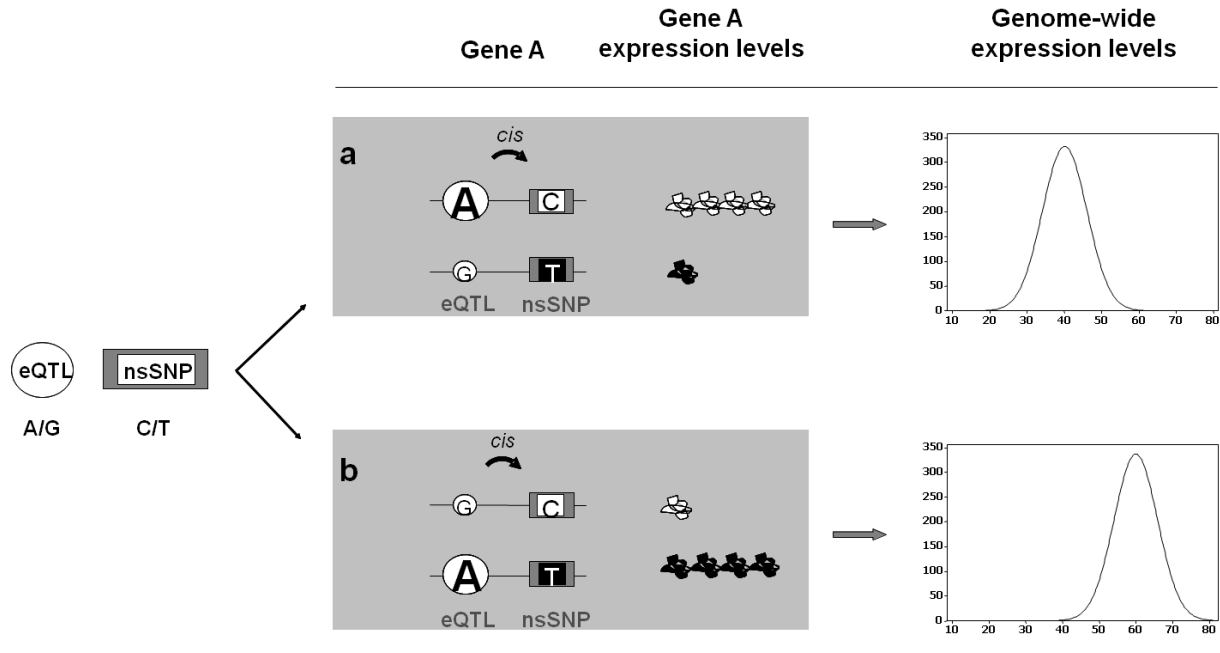 Gene A
Gene A
expression levels
Genome-wide
expression levels
a
cis
A
C
G
T
eQTL nsSNP
350
300
250
200
150
100
50
0
10 20 30 40 50 60 70 80
eQTL
nsSNP
A/G
C/T
b
cis
G
C
A
T
eQTL nsSNP
350
300
250
200
150
100
50
0
10 20 30 40 50 60 70 80